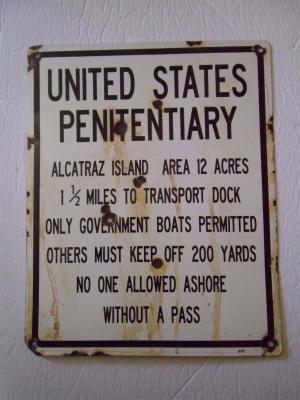 UNITED STATES
PENITENTIARY
ALCATRAZ ISLAND AREA 12 ACRES
1 ½ MILES TO TRANSPORT DOCK
ONLY GOVERNMENT BOATS PERMITTED
OTHERS MUST KEEP OFF 200 YARDS
NO ONE ALLOWED ASHORE
WITHOUT A PASS